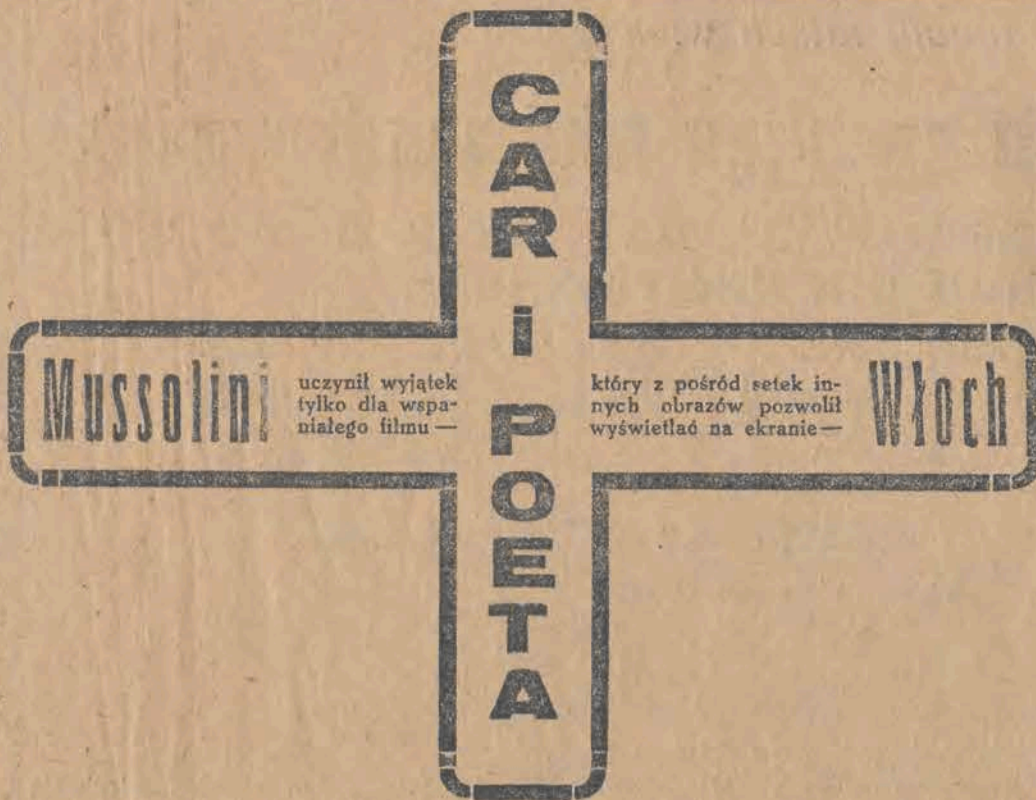 Mussolini
uczynił wyjątek
tylko dla wspa-
niałego filmu —
CAR i POETA
który z pośród setek in-
nych obrazów pozwolił
wyświetlać na ekranie —
Włoch